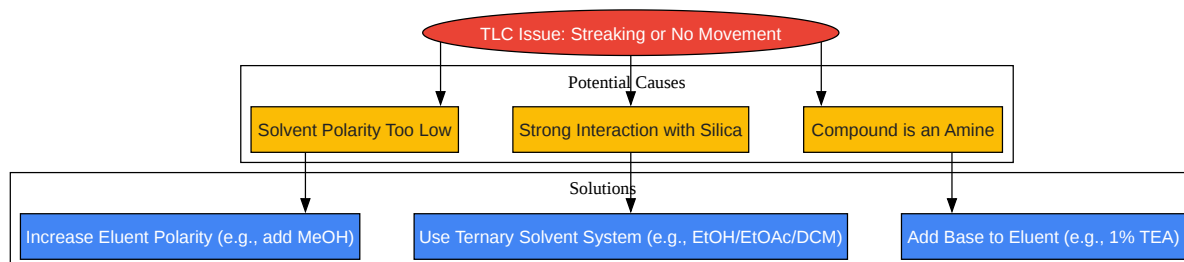 TLC Issue: Streaking or No Movement
Potential Causes
Solvent Polarity Too Low
Strong Interaction with Silica
Compound is an Amine
Solutions
Increase Eluent Polarity (e.g., add MeOH)
Use Ternary Solvent System (e.g., EtOH/EtOAc/DCM)
Add Base to Eluent (e.g., 1% TEA)